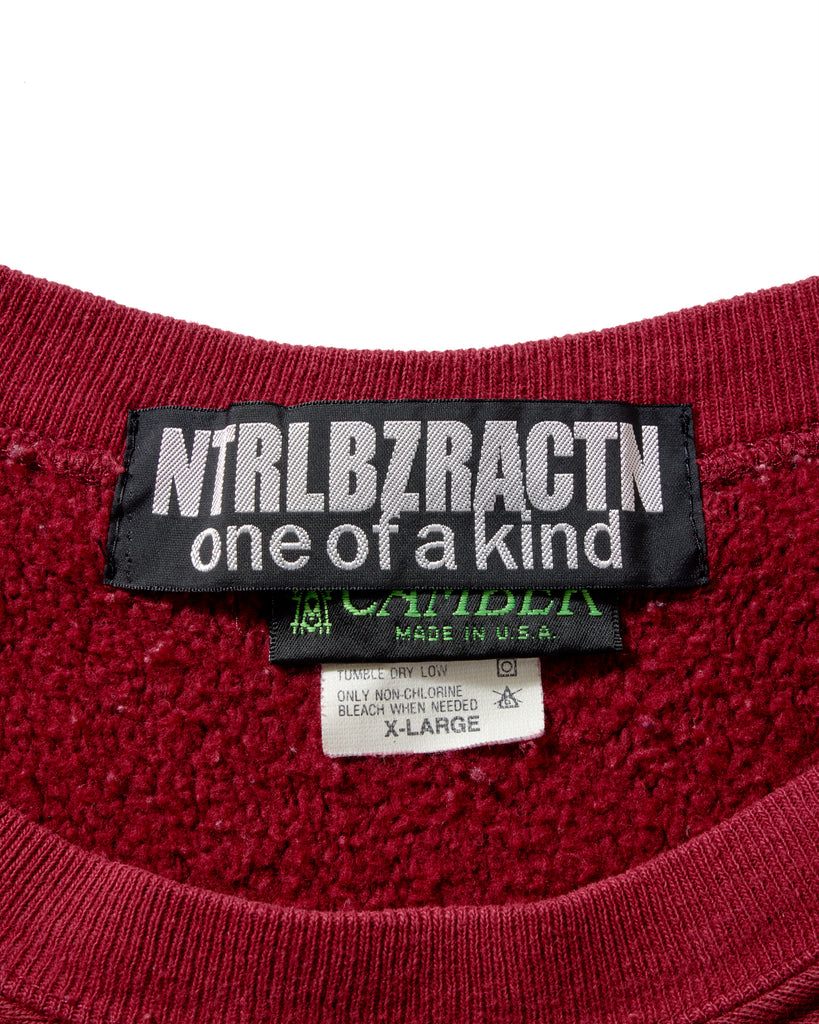 NTRLBZRACTN
one of a kind
CAMBER
MADE IN U.S.A.
TUMBLE DRY LOW
ONLY NON-CHLORINE
BLEACH WHEN NEEDED
X-LARGE